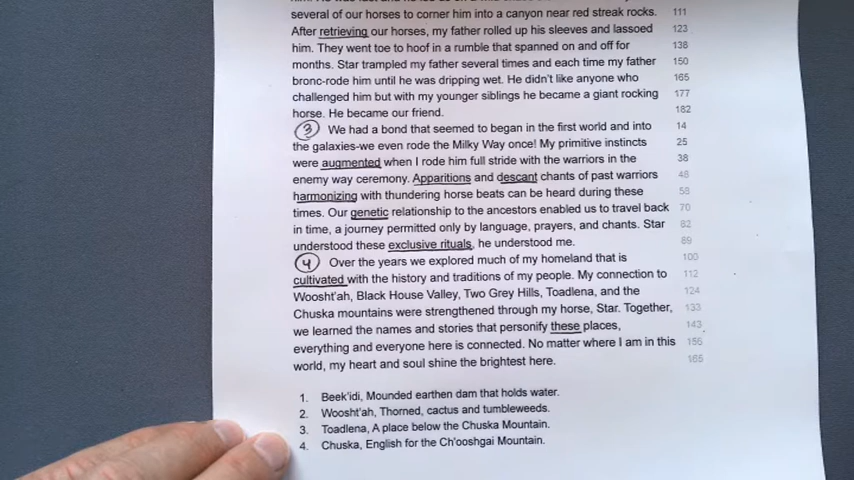 several of our horses to corner him into a canyon near red streak rocks. 111
After retrieving our horses, my father rolled up his sleeves and lassoed 123
him. They went toe to hoof in a rumble that spanned on and off for 138
months. Star trampled my father several times and each time my father 150
bronc-rode him until he was dripping wet. He didn't like anyone who 165
challenged him but with my younger siblings he became a giant rocking 177
horse. He became our friend. 182
3 We had a bond that seemed to began in the first world and into 14
the galaxies-we even rode the Milky Way once! My primitive instincts 25
were augmented when I rode him full stride with the warriors in the 38
enemy way ceremony. Apparitions and descant chants of past warriors 48
harmonizing with thundering horse beats can be heard during these 58
times. Our genetic relationship to the ancestors enabled us to travel back 70
in time, a journey permitted only by language, prayers, and chants. Star 82
understood these exclusive rituals, he understood me. 89
4 Over the years we explored much of my homeland that is 100
cultivated with the history and traditions of my people. My connection to 112
Woosht'ah, Black House Valley, Two Grey Hills, Toadlena, and the 124
Chuska mountains were strengthened through my horse, Star. Together, 133
we learned the names and stories that personify these places, 143
everything and everyone here is connected. No matter where I am in this 156
world, my heart and soul shine the brightest here. 165
1. Beek'idi, Mounded earthen dam that holds water.
2. Woosht'ah, Thorned, cactus and tumbleweeds.
3. Toadlena, A place below the Chuska Mountain.
4. Chuska, English for the Ch'ooshgai Mountain.